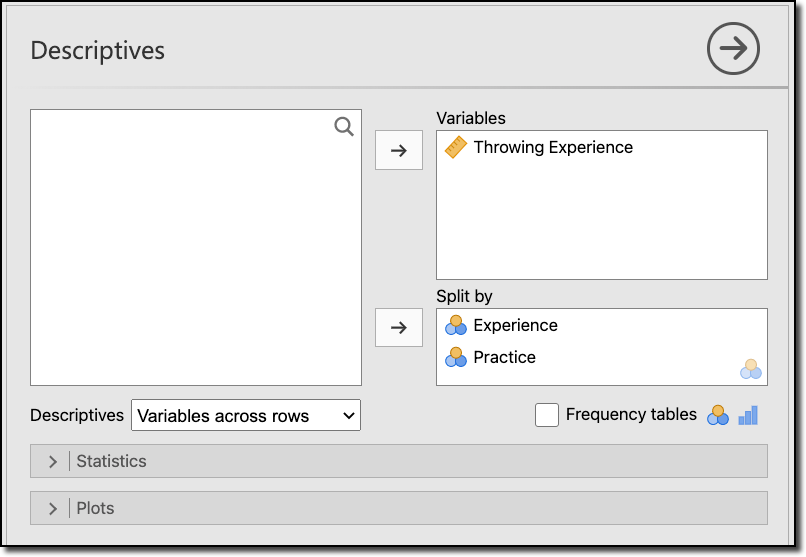 Descriptives
Variables
Throwing Experience
Split by
Experience
Practice
Descriptives Variables across rows Frequency tables
Statistics
Plots